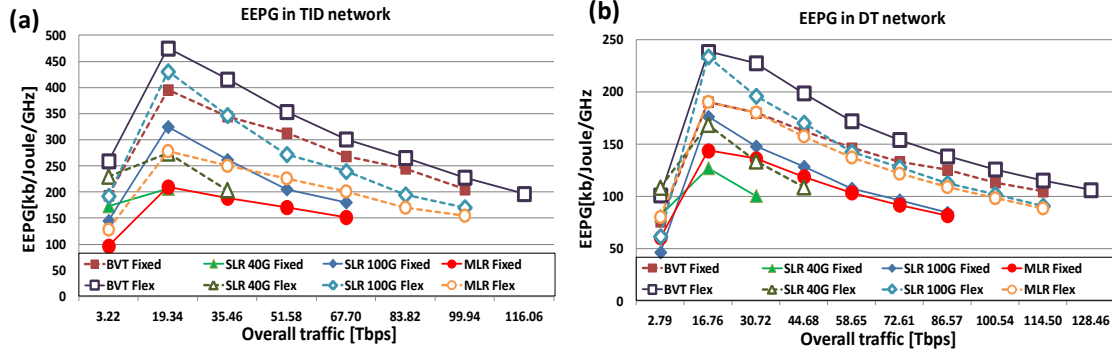 (a)
EEPG in TID network
EEPG[kb/Joule/GHz]
500
450
400
350
300
250
200
150
100
50
0
BVT Fixed
SLR 40G Fixed
SLR 100G Fixed
MLR Fixed
BVT Flex
SLR 40G Flex
SLR 100G Flex
MLR Flex
3.22 19.34 35.46 51.58 67.70 83.82 99.94 116.06
Overall traffic [Tbps]
(b)
EEPG in DT network
EEPG[kb/Joule/GHz]
250
200
150
100
50
0
BVT Fixed
SLR 40G Fixed
SLR 100G Fixed
MLR Fixed
BVT Flex
SLR 40G Flex
SLR 100G Flex
MLR Flex
2.79 16.76 30.72 44.68 58.65 72.61 86.57 100.54 114.50 128.46
Overall traffic [Tbps]